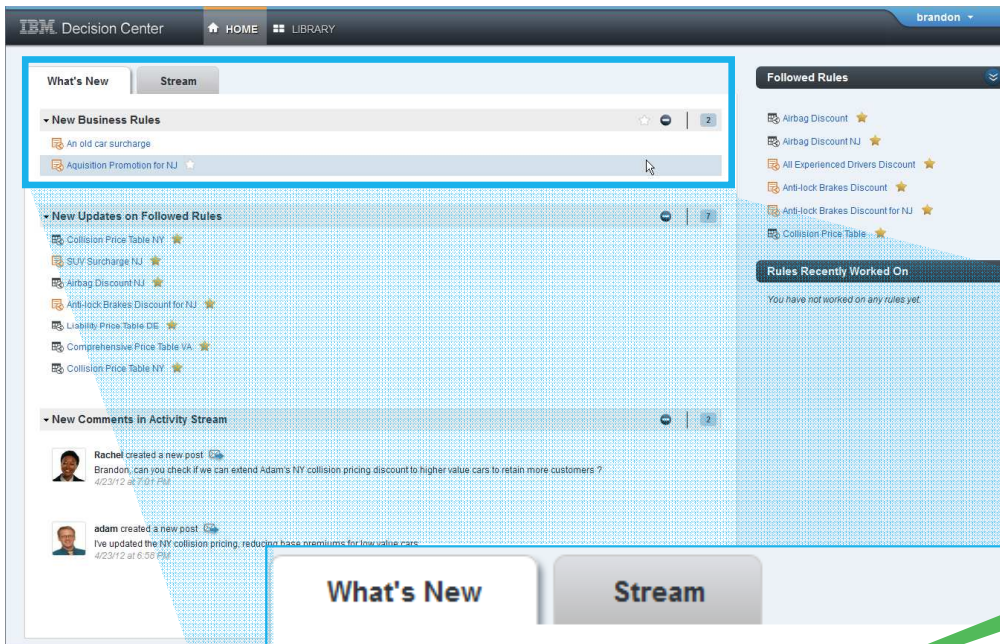 IBM Decision Center
HOME
LIBRARY
brandon
What's New
Stream
New Business Rules
2
An old car surcharge
Aquisition Promotion for NJ
New Updates on Followed Rules
7
Collision Price Table NY
SUV Surcharge NJ
Airbag Discount NJ
Anti-lock Brakes Discount for NJ
Liability Price Table DE
Comprehensive Price Table VA
Collision Price Table NY
New Comments in Activity Stream
2
Rachel created a new post
Brandon, can you check if we can extend Adam's NY collision pricing discount to higher value cars to retain more customers ?
4/23/12 at 7:01 PM
adam created a new post
I've updated the NY collision pricing, reducing base premiums for low value cars
4/23/12 at 6:56 PM
Followed Rules
Airbag Discount
Airbag Discount NJ
All Experienced Drivers Discount
Anti-lock Brakes Discount
Anti-lock Brakes Discount for NJ
Collision Price Table
Rules Recently Worked On
You have not worked on any rules yet.
What's New
Stream